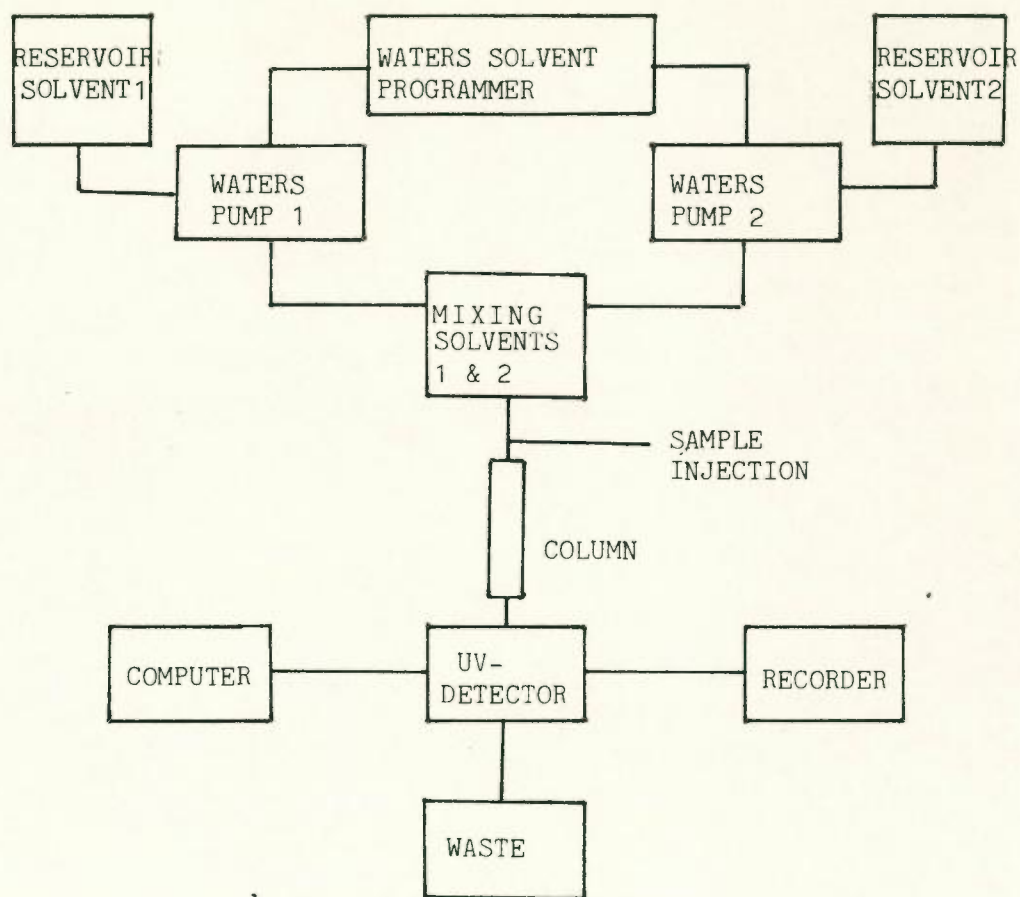 RESERVOIR
SOLVENT1
WATERS SOLVENT
PROGRAMMER
RESERVOIR
SOLVENT2
WATERS
PUMP 1
WATERS
PUMP 2
MIXING
SOLVENTS
1 & 2
SAMPLE
INJECTION
COLUMN
COMPUTER
UV-
DETECTOR
RECORDER
WASTE